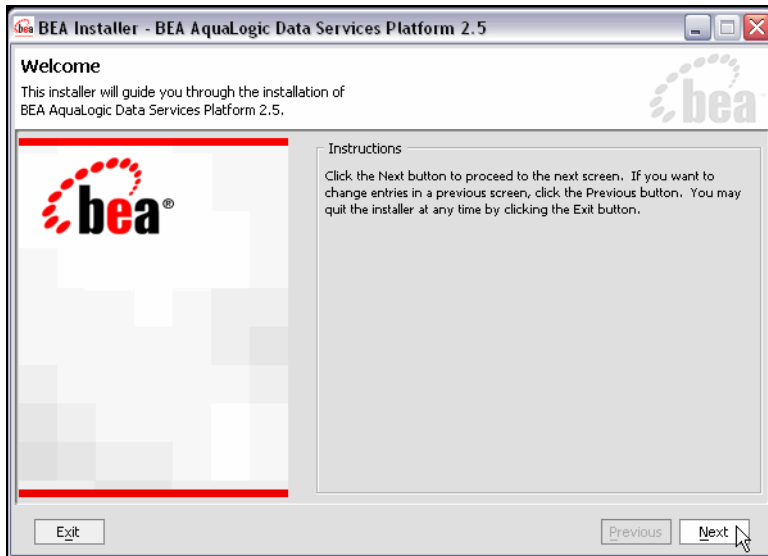 BEA Installer - BEA AquaLogic Data Services Platform 2.5
Welcome
This installer will guide you through the installation of
BEA AquaLogic Data Services Platform 2.5.
bea
bea®
Instructions
Click the Next button to proceed to the next screen. If you want to
change entries in a previous screen, click the Previous button. You may
quit the installer at any time by clicking the Exit button.
Exit
Previous
Next